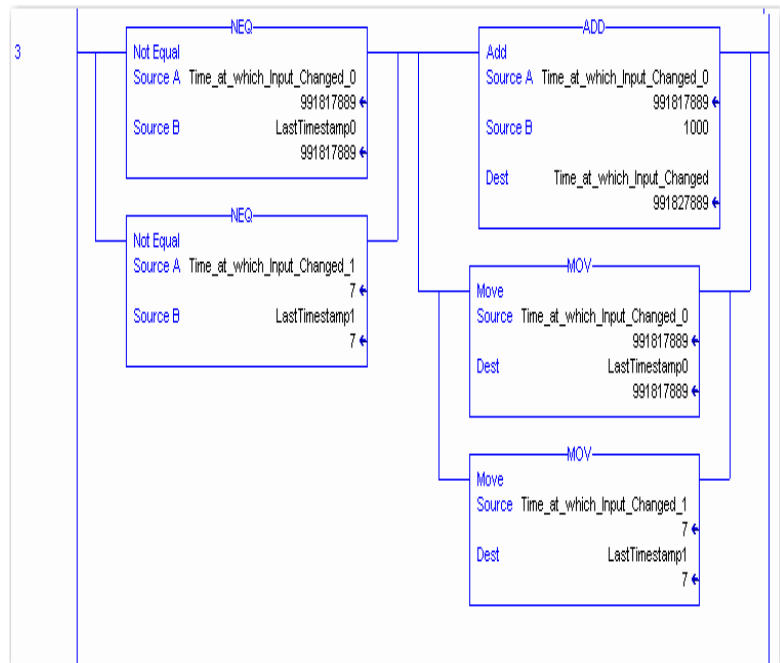 3
NEQ
Not Equal
Source A Time_at_which_Input_Changed_0
991817889
Source B LastTimestamp0
991817889
NEQ
Not Equal
Source A Time_at_which_Input_Changed_1
7
Source B LastTimestamp1
7
ADD
Add
Source A Time_at_which_Input_Changed_0
991817889
Source B 1000
Dest Time_at_which_Input_Changed
991827889
MOV
Move
Source Time_at_which_Input_Changed_0
991817889
Dest LastTimestamp0
991817889
MOV
Move
Source Time_at_which_Input_Changed_1
7
Dest LastTimestamp1
7